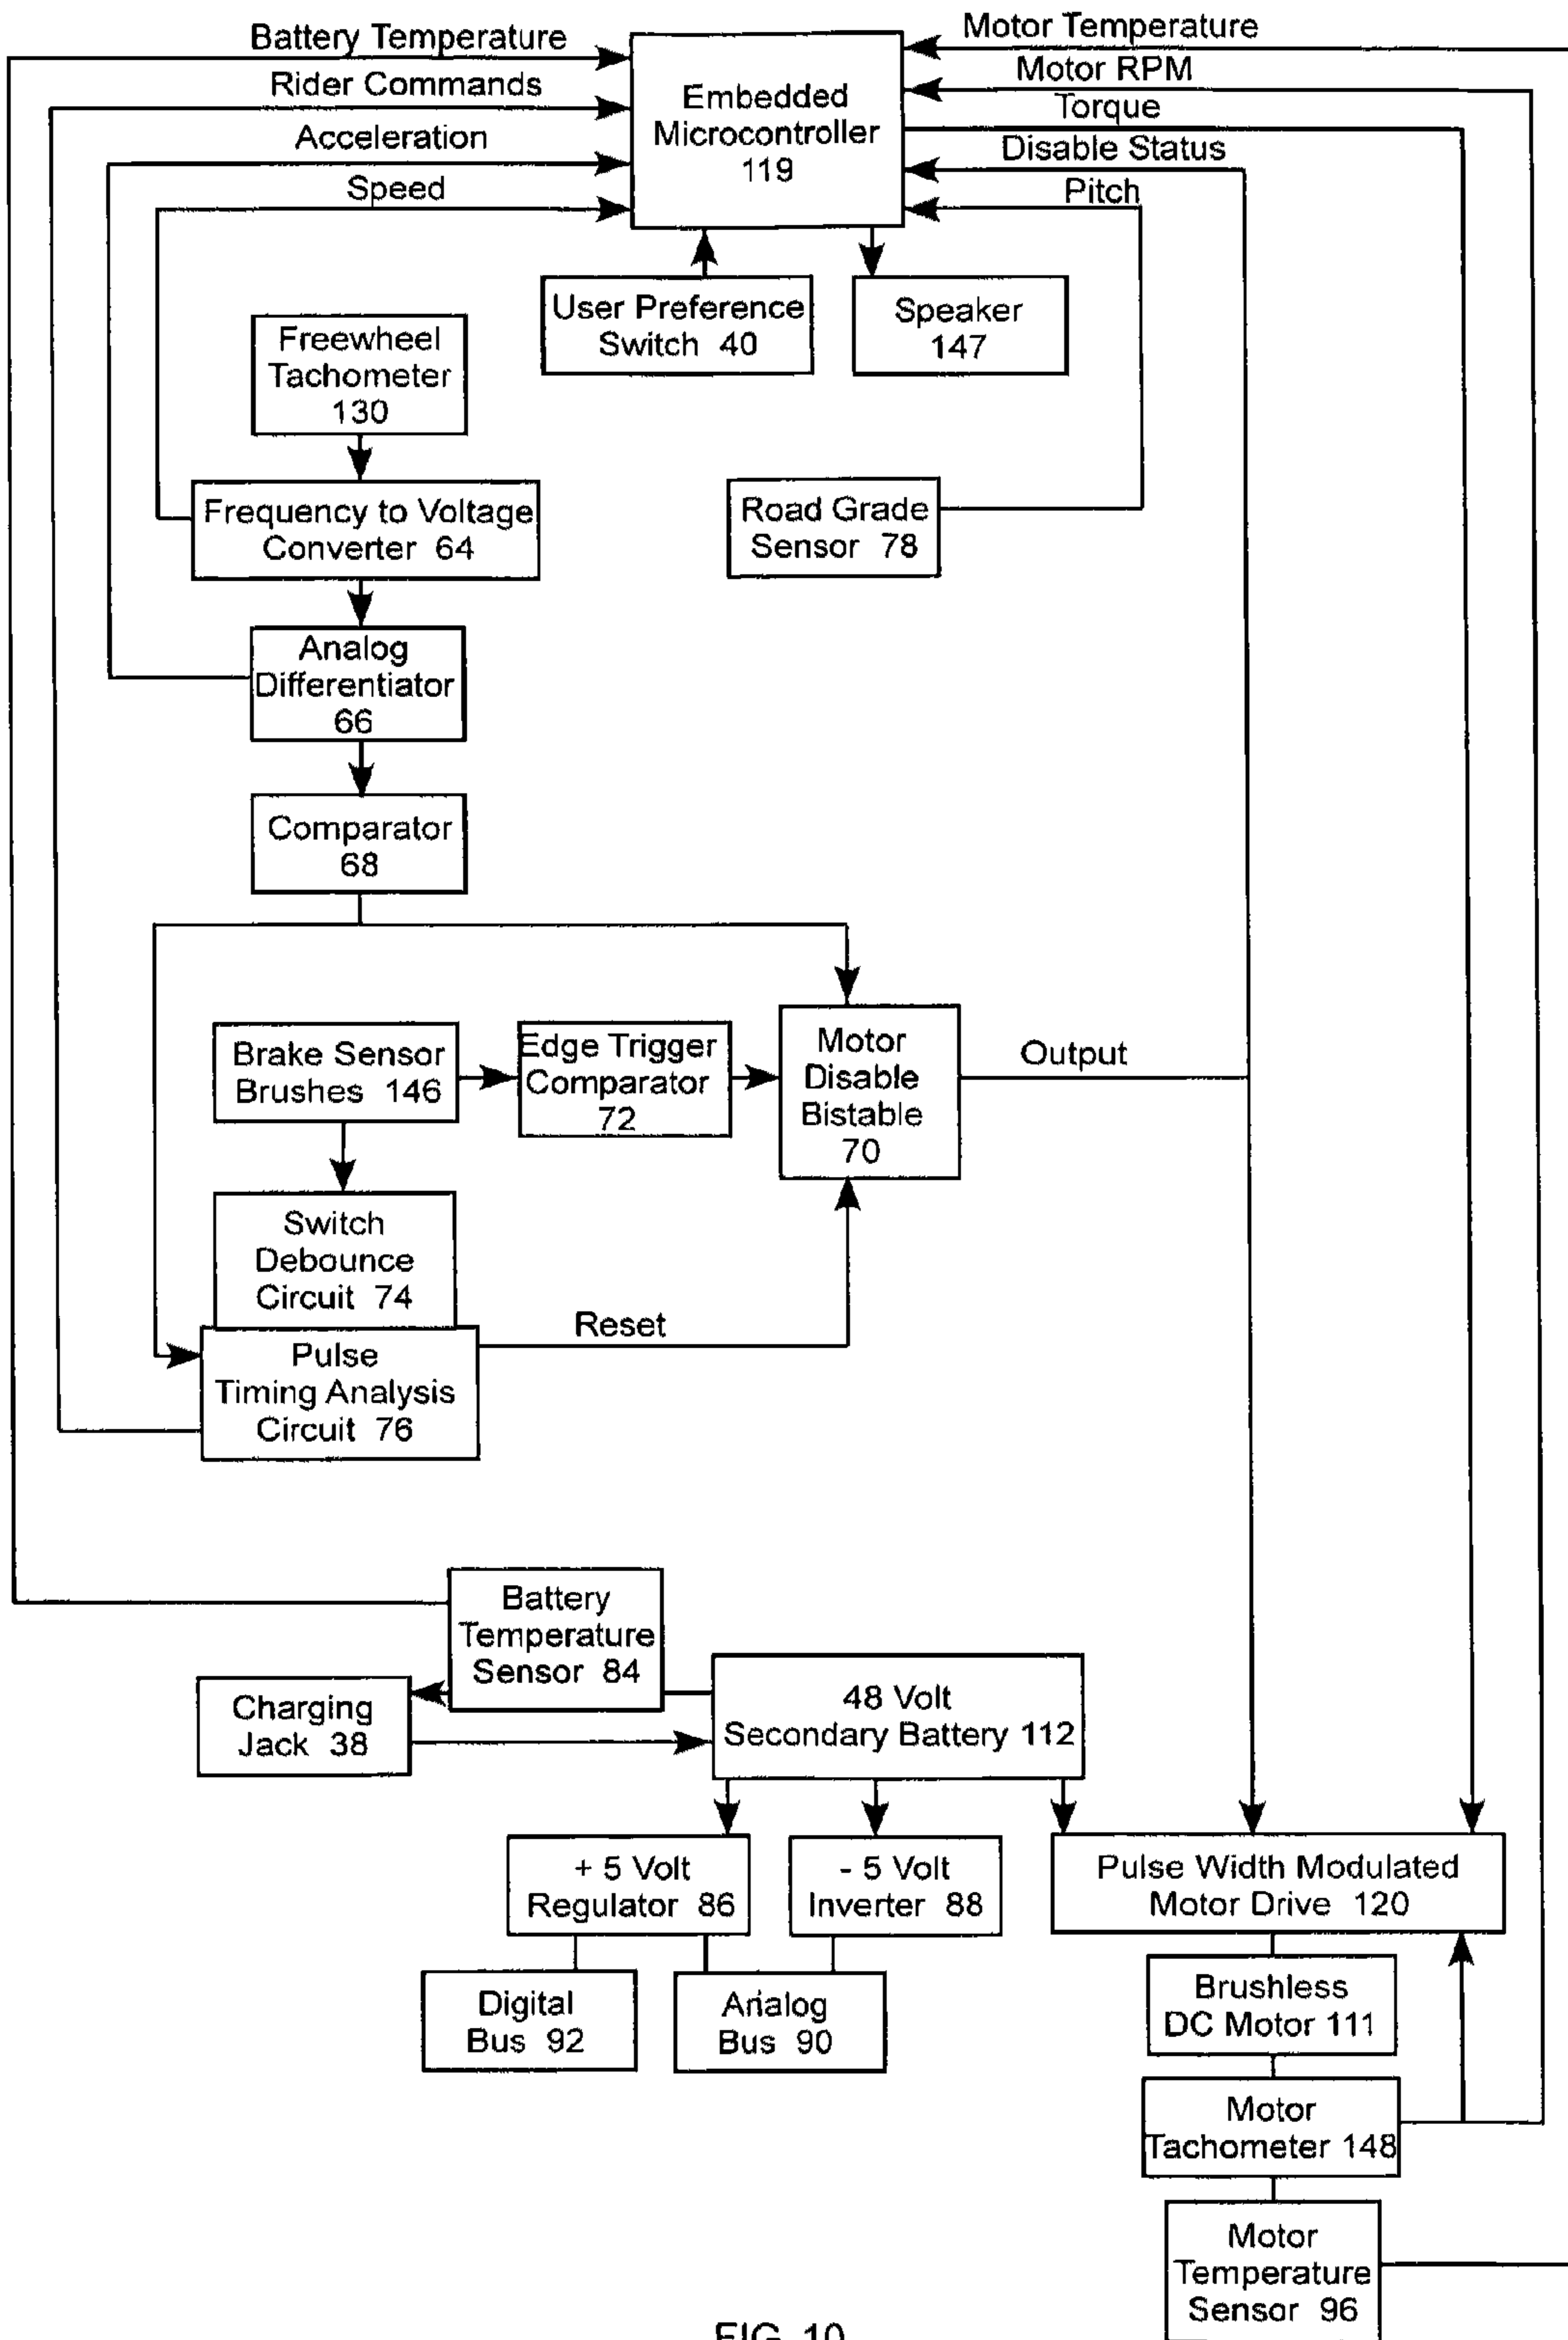 Battery Temperature
Rider Commands
Acceleration
Speed
Embedded
Microcontroller
119
Motor Temperature
Motor RPM
Torque
Disable Status
Pitch
User Preference
Switch 40
Speaker
147
Freewheel
Tachometer
130
Frequency to Voltage
Converter 64
Road Grade
Sensor 78
Analog
Differentiator
66
Comparator
68
Brake Sensor
Brushes 146
Edge Trigger
Comparator
72
Motor
Disable
Bistable
70
Output
Switch
Debounce
Circuit 74
Reset
Pulse
Timing Analysis
Circuit 76
Battery
Temperature
Sensor 84
Charging
Jack 38
48 Volt
Secondary Battery 112
+ 5 Volt
Regulator 86
- 5 Volt
Inverter 88
Pulse Width Modulated
Motor Drive 120
Digital
Bus 92
Analog
Bus 90
Brushless
DC Motor 111
Motor
Tachometer 148
Motor
Temperature
Sensor 96
FIG. 10